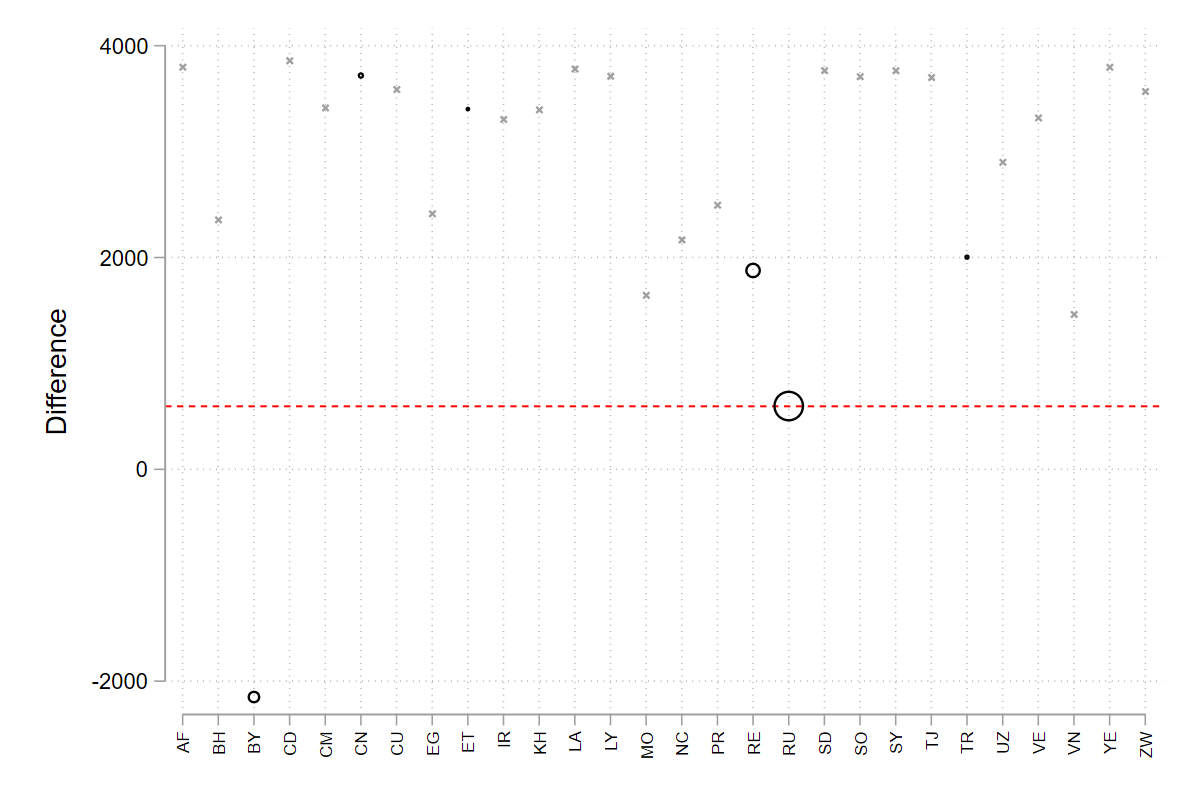 4000
2000
Difference
0
-2000
AF BH BY CD CM CN CU EG ET IR KH LA LY MO NC PR RE RU SD SO SY TJ TR UZ VE VN YE ZW